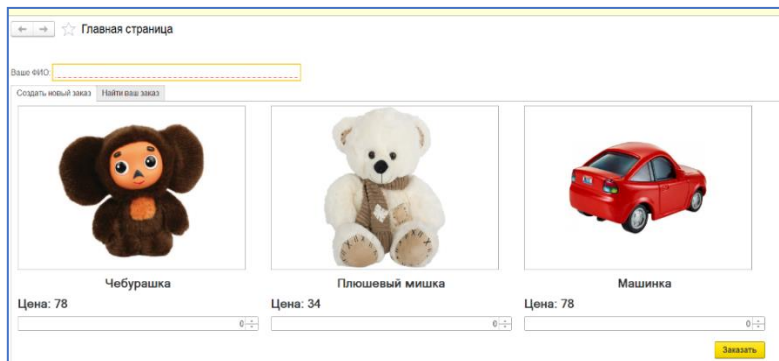 Главная страница
Ваше ФИО:
Создать новый заказ Найти ваш заказ
Чебурашка Плюшевый мишка Машинка
Цена: 78 Цена: 34 Цена: 78
0 0 0
Заказать